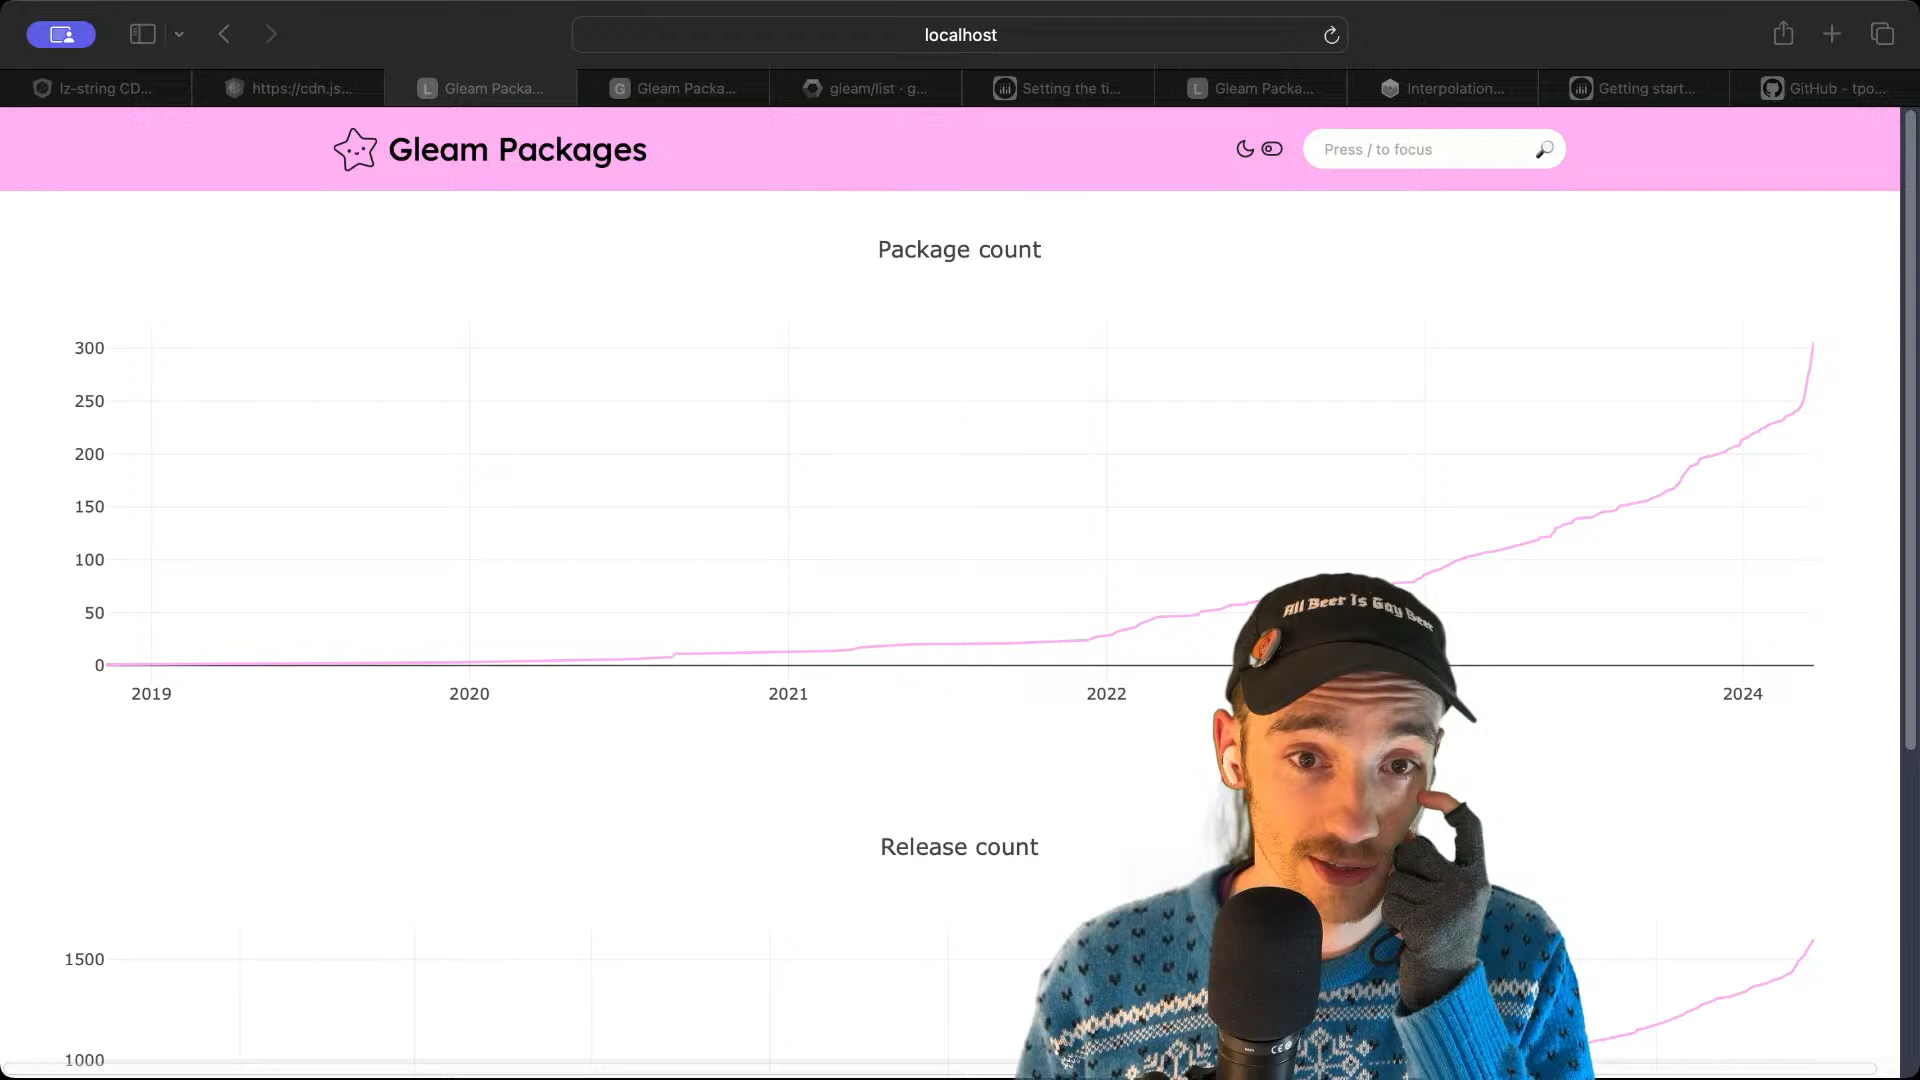 localhost
lz-string CD...
https://cdn.js...
L Gleam Packa...
G Gleam Packa...
gleam/list · g...
Setting the ti...
L Gleam Packa...
Interpolation...
Getting start...
GitHub - tpo...
Gleam Packages
Press / to focus
Package count
300
250
200
150
100
50
0
2019 2020 2021 2022 2024
All Beer Is Gay Beer
Release count
1500
1000
CE